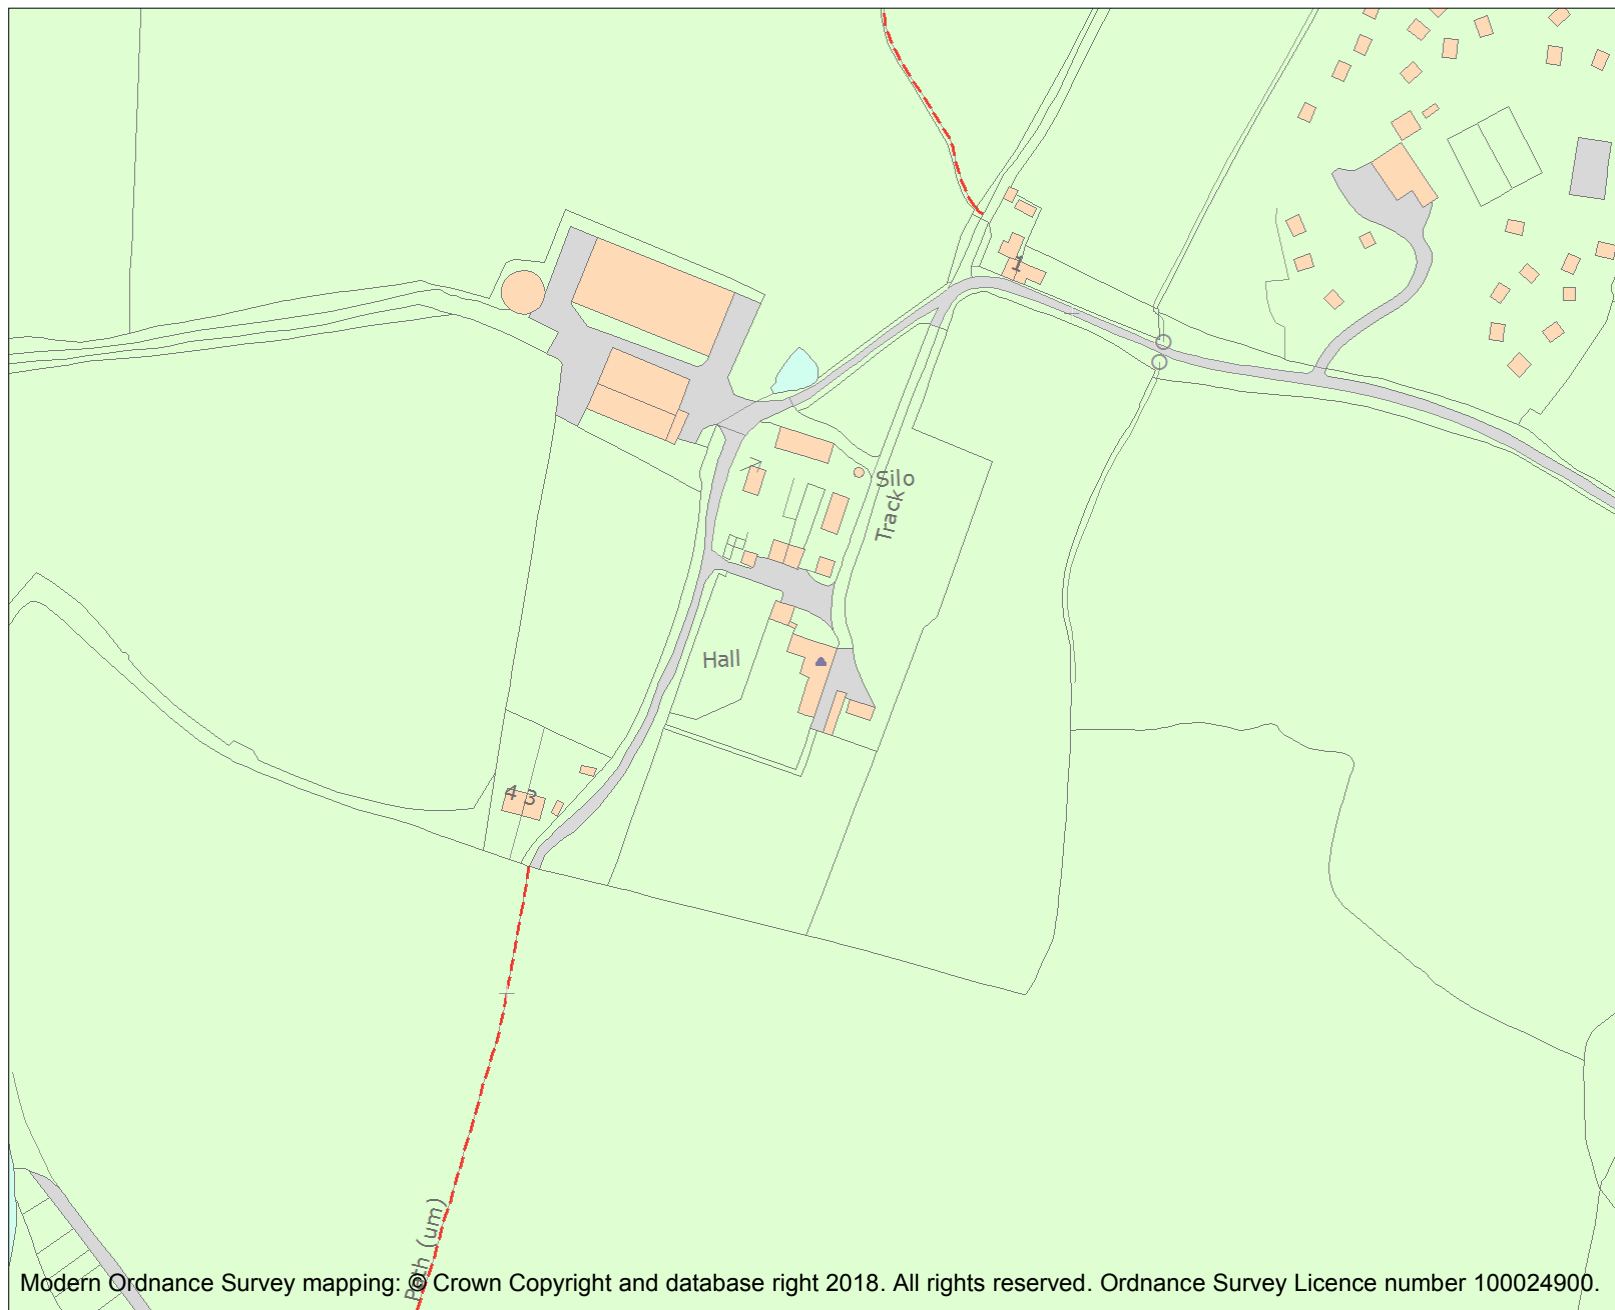 1
Silo
Track
Hall
4 3
Path (um)
Modern Ordnance Survey mapping: © Crown Copyright and database right 2018. All rights reserved. Ordnance Survey Licence number 100024900.